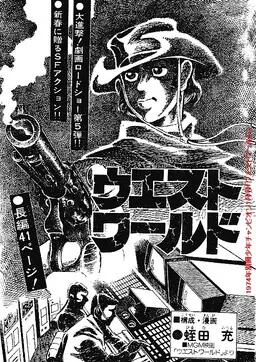 ●大進撃！劇画ロードショー第5弾!!
●新春に贈るSFアクション!!
ウエスト
ワールド
●長編41ページ！
■構成・漫画
●蛭田 充
■MGM映画
「ウエストワールド」より